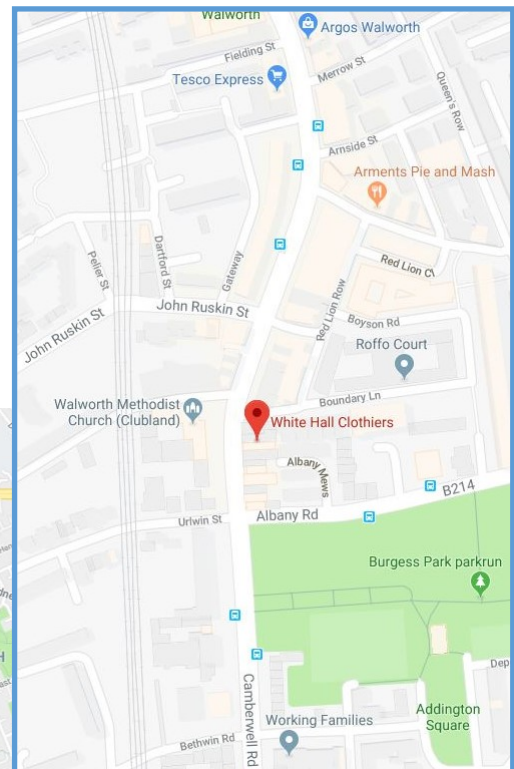 Walworth
Argos Walworth
Fielding St
Tesco Express
Merrow St
Queen's Row
Arnside St
Arments Pie and Mash
Pelier St
Dartford St
Gateway
Red Lion Cl
John Ruskin St
John Ruskin St
Red Lion Row
Boyson Rd
Roffo Court
Boundary Ln
Walworth Methodist
Church (Clubland)
White Hall Clothiers
Albany Mews
B214
Urlwin St
Albany Rd
Burgess Park parkrun
Camberwell Rd
Dep
Addington
Square
Working Families
Bethwin Rd